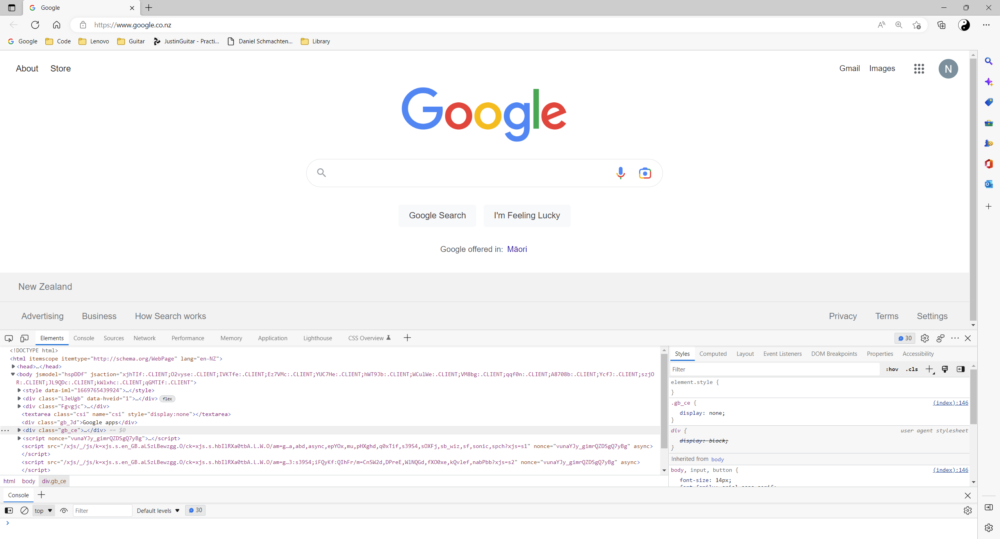 Google
https://www.google.co.nz
Google Code Lenovo Guitar JustinGuitar - Practi... Daniel Schmachten... Library
About Store Gmail Images N
Google
Google Search I'm Feeling Lucky
Google offered in: Māori
New Zealand
Advertising Business How Search works Privacy Terms Settings
Elements Console Sources Network Performance Memory Application Lighthouse CSS Overview 30
<!DOCTYPE html>
<html itemscope itemtype="http://schema.org/WebPage" lang="en-NZ">
<head>…</head>
<body jsmodel="hspDDf" jsaction="xjhTIf:.CLIENT;O2vyse:.CLIENT;IVKTfe:.CLIENT;Ez7VMc:.CLIENT;YUC7He:.CLIENT;hWT9Jb:.CLIENT;WCulWe:.CLIENT;VM8bg:.CLIENT;qqf0n:.CLIENT;A8708b:.CLIENT;YcfJ:.CLIENT;szjO
R:.CLIENT;JL9QDc:.CLIENT;kWlxhc:.CLIENT;qGMTIf:.CLIENT">
<style data-iml="1669765439924">…</style>
<div class="L3eUgb" data-hveid="1">…</div> flex
<div class="Fgvgjc">…</div>
<textarea class="csi" name="csi" style="display:none"></textarea>
<div class="gb_Jd">Google apps</div>
... <div class="gb_ce">…</div> == $0
<script nonce="vunaYJy_gimrQZDSgQ7yBg">…</script>
<script src="/xjs/_/js/k=xjs.s.en_GB.aLSzLBewzgg.O/ck=xjs.s.hbIlRXa0tbA.L.W.O/am=g…a,abd,async,epYOx,mu,pHXghd,q0xTif,s39S4,sOXFj,sb_wiz,sf,sonic,spch?xjs=s1" nonce="vunaYJy_gimrQZDSgQ7yBg" async>
</script>
<script src="/xjs/_/js/k=xjs.s.en_GB.aLSzLBewzgg.O/ck=xjs.s.hbIlRXa0tbA.L.W.O/am=g…3:s39S4;iFQyKf:QIhFr/m=CnSW2d,DPreE,WlNQGd,fXO0xe,kQvlef,nabPbb?xjs=s2" nonce="vunaYJy_gimrQZDSgQ7yBg" async>
</script>
html body div.gb_ce
Styles Computed Layout Event Listeners DOM Breakpoints Properties Accessibility
Filter :hov .cls
element.style {
}
.gb_ce { (index):146
display: none;
}
div { user agent stylesheet
display: block;
}
Inherited from body
body, input, button { (index):146
font-size: 14px;
Console
top Filter Default levels 30